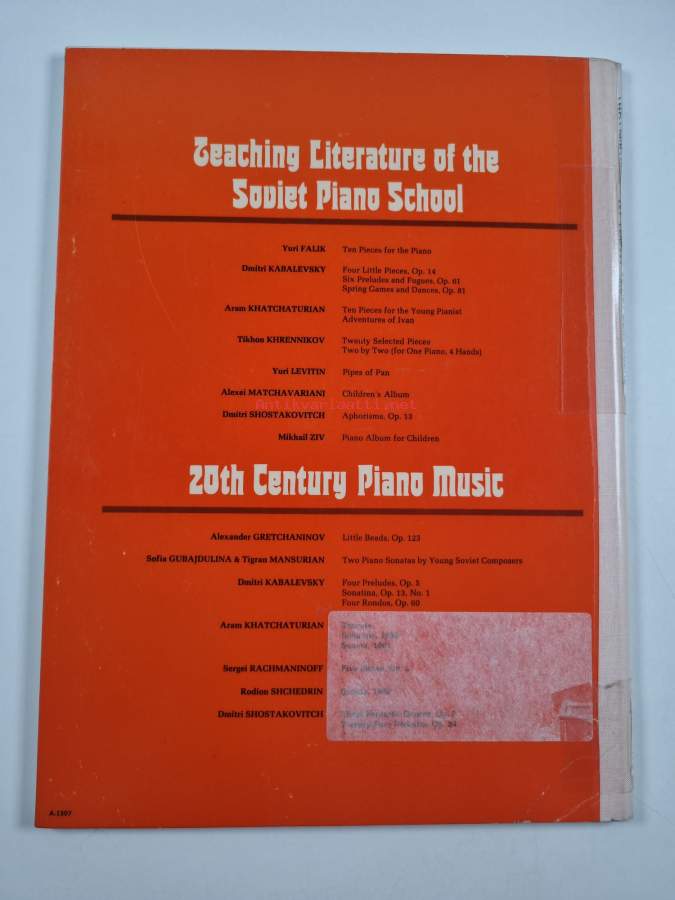 Teaching Literature of the
Soviet Piano School
Yuri FALIK Ten Pieces for the Piano
Dmitri KABALEVSKY Four Little Pieces, Op. 14
Six Preludes and Fugues, Op. 61
Spring Games and Dances, Op. 81
Aram KHATCHATURIAN Ten Pieces for the Young Pianist
Adventures of Ivan
Tikhon KHRENNIKOV Twenty Selected Pieces
Two by Two (for One Piano, 4 Hands)
Yuri LEVITIN Pipes of Pan
Alexei MATCHAVARIANI Children's Album
Antikvariaatti.net
Dmitri SHOSTAKOVITCH Aphorisms, Op. 13
Mikhail ZIV Piano Album for Children
20th Century Piano Music
Alexander GRETCHANINOV Little Beads, Op. 123
Sofia GUBAJDULINA & Tigran MANSURIAN Two Piano Sonatas by Young Soviet Composers
Dmitri KABALEVSKY Four Preludes, Op. 5
Sonatina, Op. 13, No. 1
Four Rondos, Op. 60
Aram KHATCHATURIAN
Sergei RACHMANINOFF
Rodion SHCHEDRIN
Dmitri SHOSTAKOVITCH
A-1597